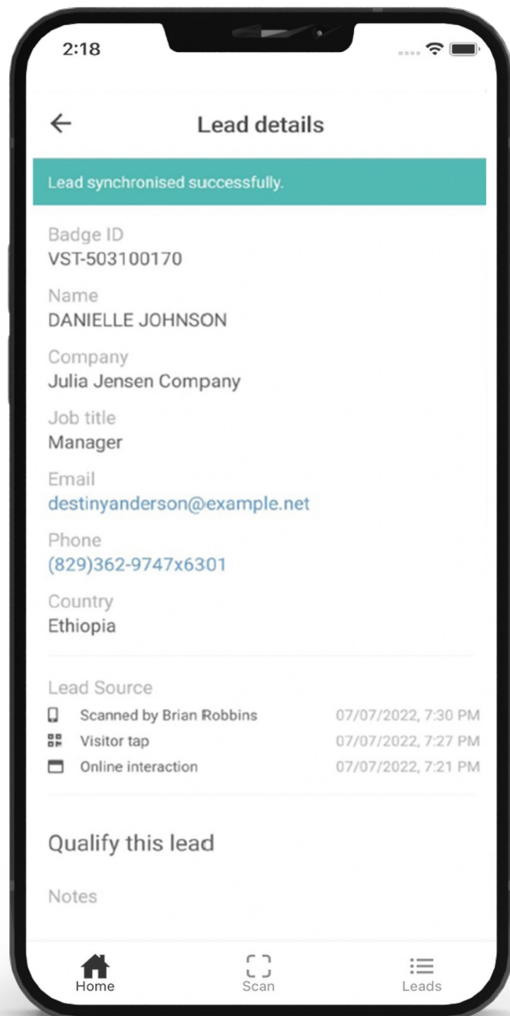 2:18
Lead details
Lead synchronised successfully.
Badge ID
VST-503100170
Name
DANIELLE JOHNSON
Company
Julia Jensen Company
Job title
Manager
Email
destinyanderson@example.net
Phone
(829)362-9747x6301
Country
Ethiopia
Lead Source
Scanned by Brian Robbins 07/07/2022, 7:30 PM
Visitor tap 07/07/2022, 7:27 PM
Online interaction 07/07/2022, 7:21 PM
Qualify this lead
Notes
Home Scan Leads